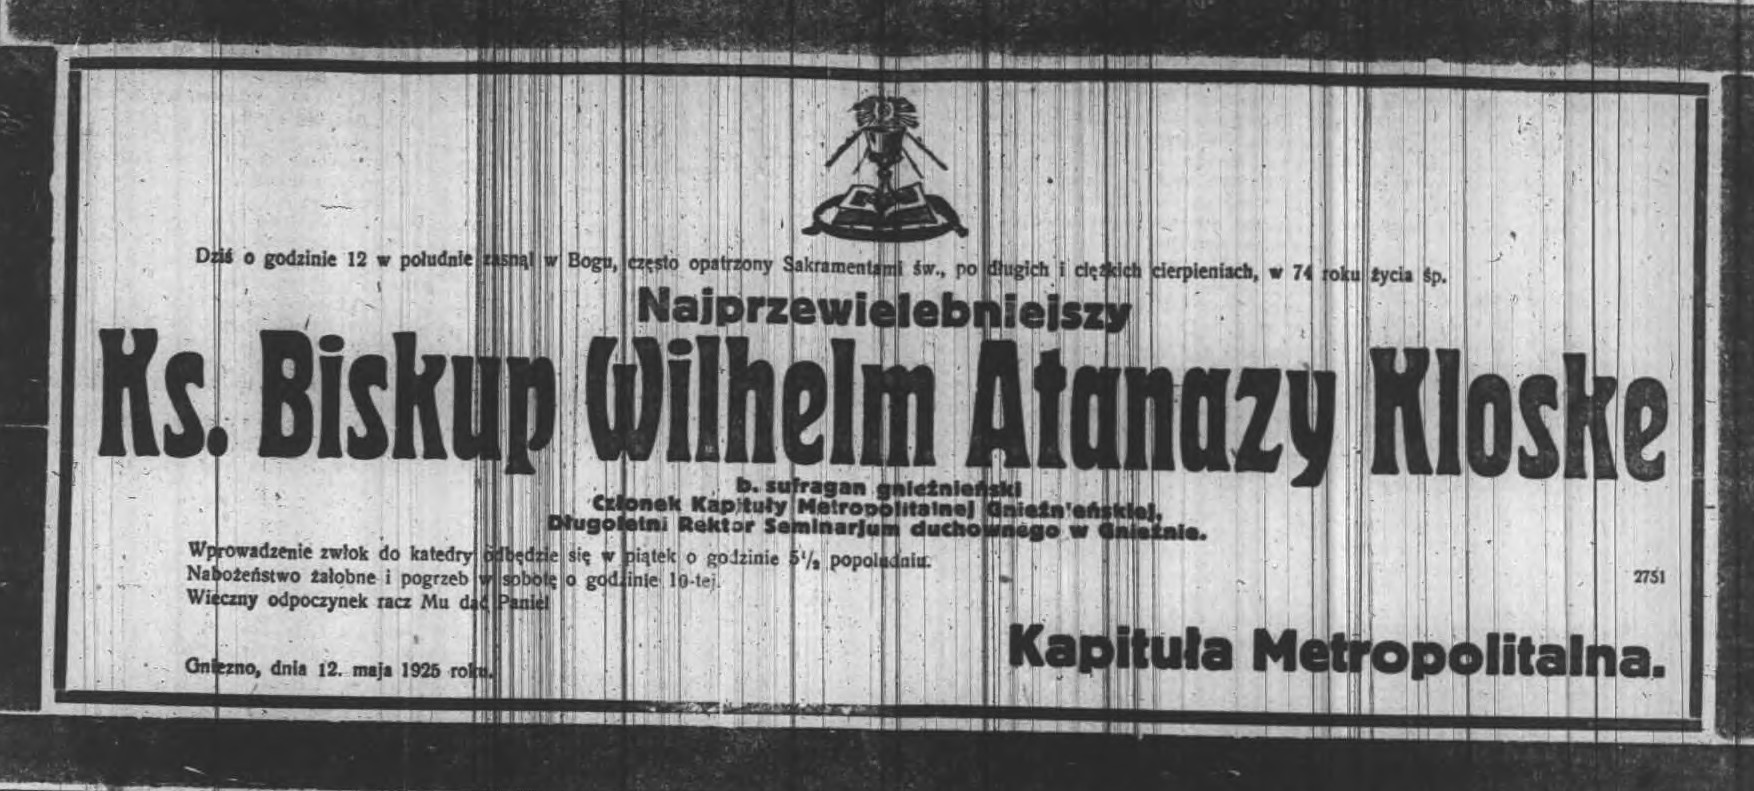 Dziś o godzinie 12 w południe zasnął w Bogu, często opatrzony Sakramentami św., po długich i ciężkich cierpieniach, w 74 roku życia śp.
Najprzewielebniejszy
Ks. Biskup Wilhelm Atanazy Kloske
b. sufragan gnieźnieński
Członek Kapituły Metropolitalnej Gnieźn'eńskiej,
Długoletni Rektor Seminarjum duchownego w Gnieźnie.
Wprowadzenie zwłok do katedry odbędzie się w piątek o godzinie 5½ popołudniu.
Nabożeństwo żałobne i pogrzeb w sobotę o godzinie 10-tej.
2751
Wieczny odpoczynek racz Mu dać Panie!
Kapituła Metropolitalna.
Gniezno, dnia 12. maja 1925 roku.